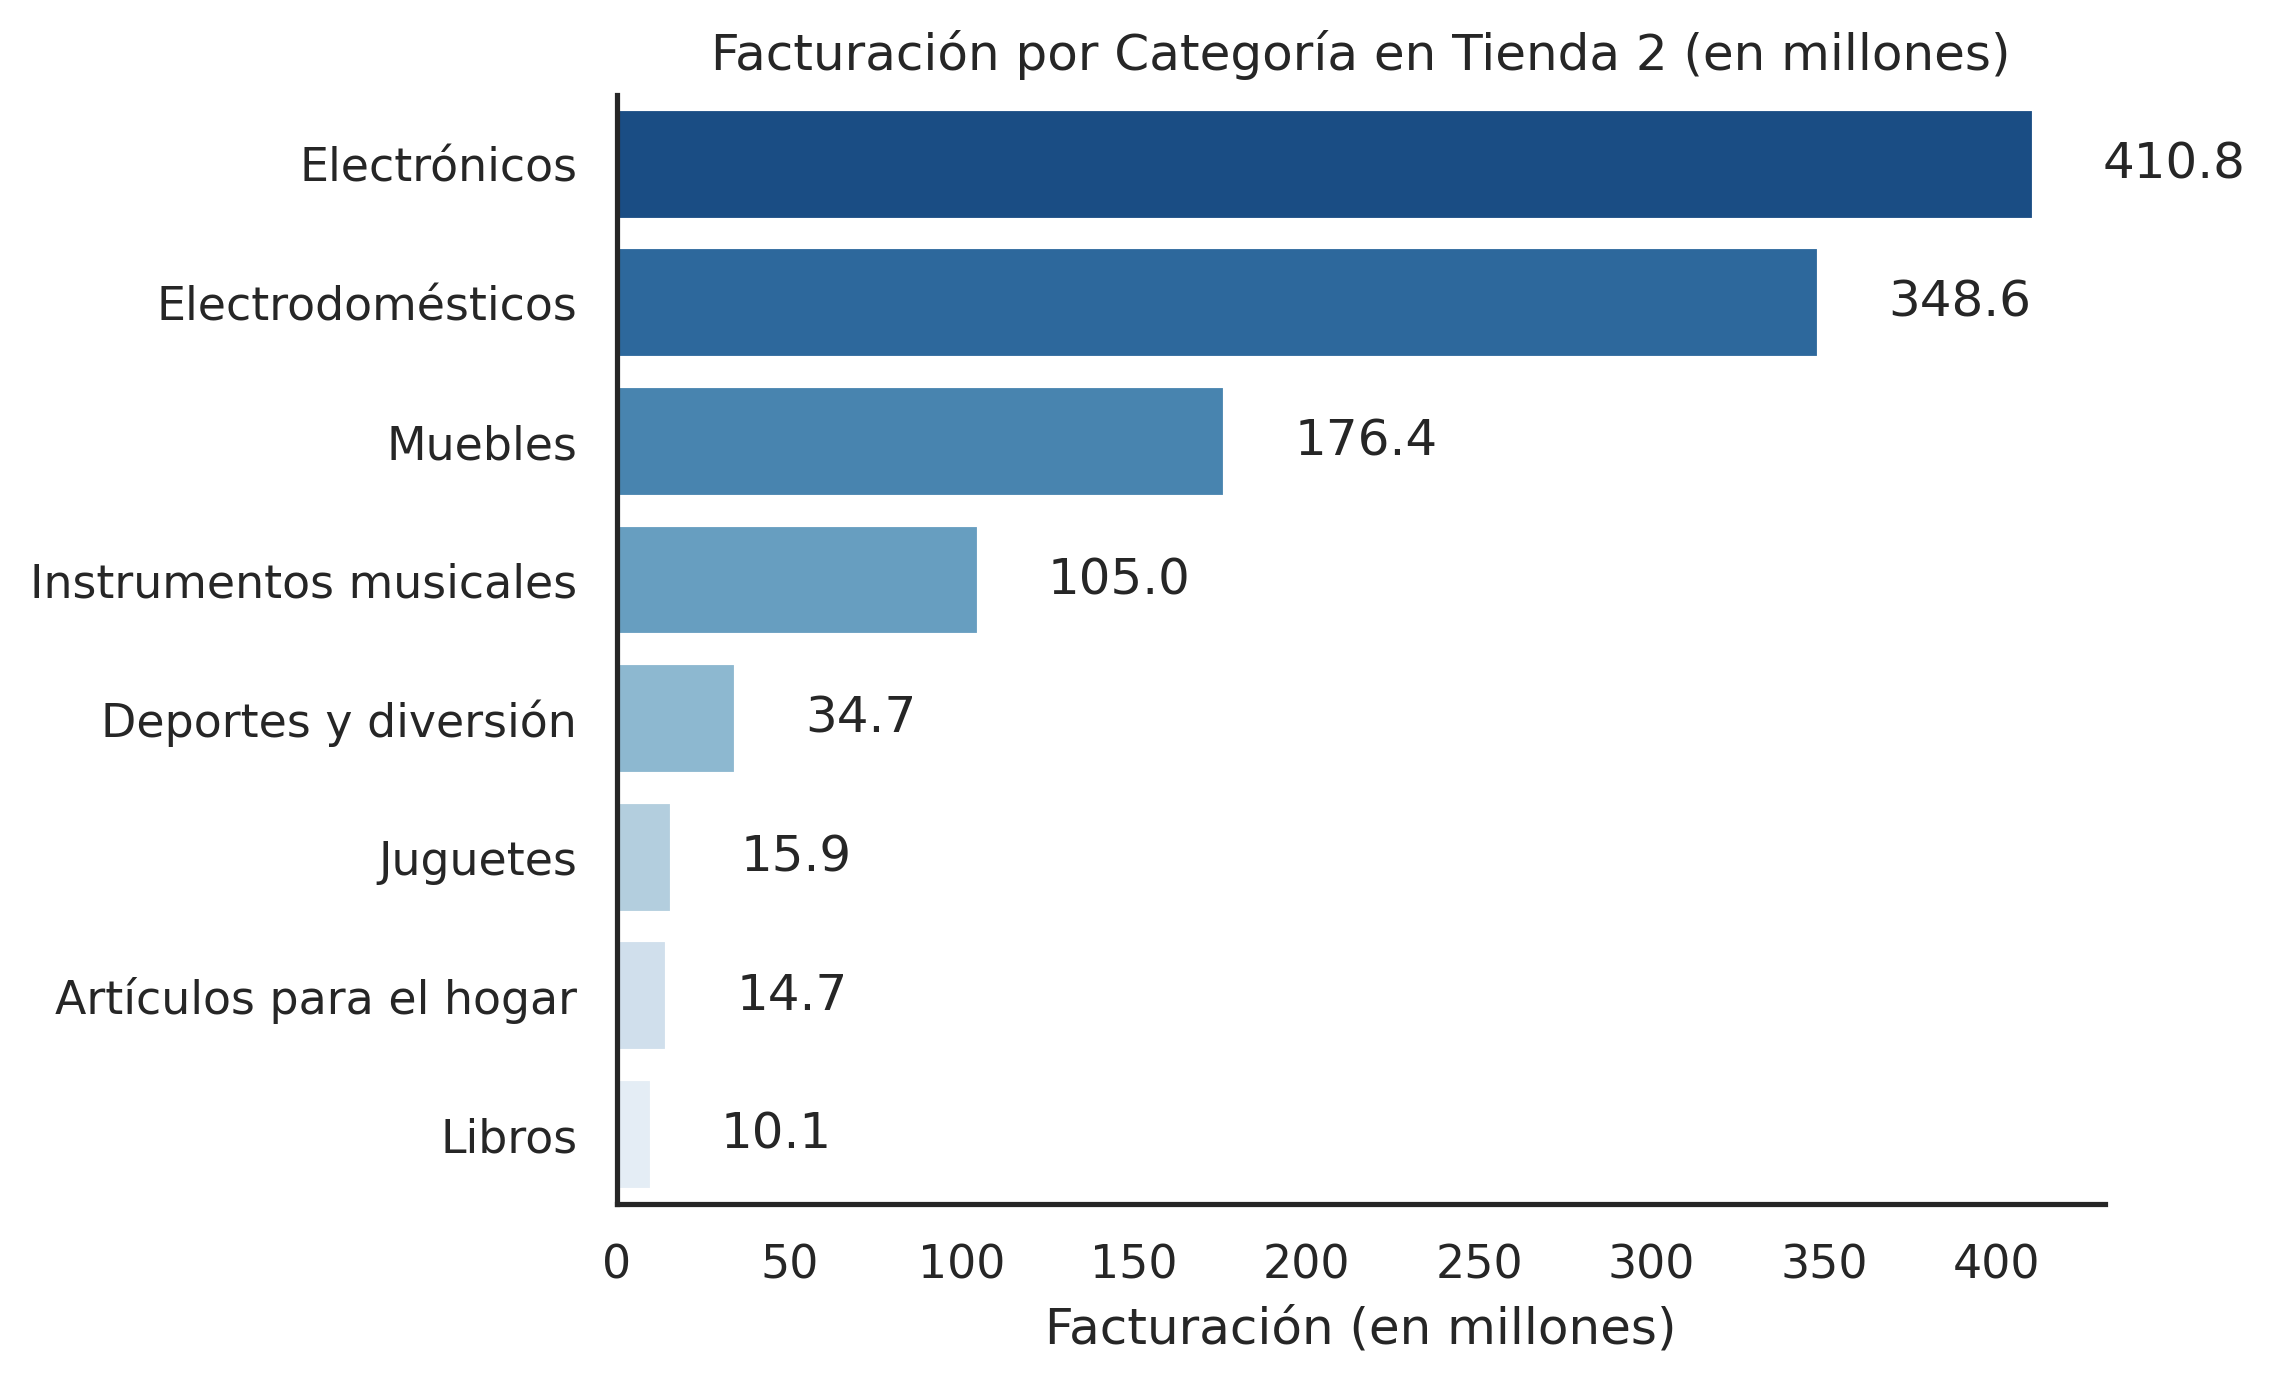 Facturación por Categoría en Tienda 2 (en millones)
Electrónicos 410.8
Electrodomésticos 348.6
Muebles 176.4
Instrumentos musicales 105.0
Deportes y diversión 34.7
Juguetes 15.9
Artículos para el hogar 14.7
Libros 10.1
0 50 100 150 200 250 300 350 400
Facturación (en millones)